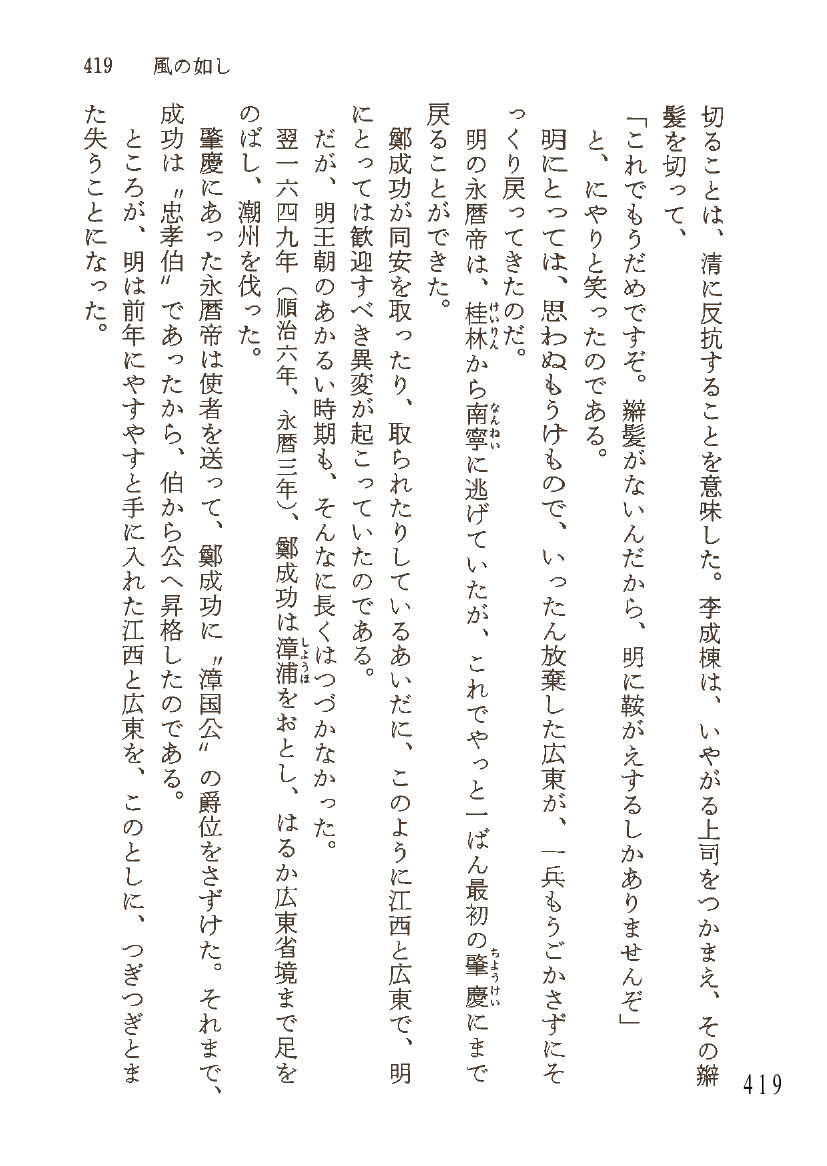 419　風の如し
切ることは、清に反抗することを意味した。李成棟は、いやがる上司をつかまえ、その辮
髪を切って、
「これでもうだめですぞ。辮髪がないんだから、明に鞍がえするしかありませんぞ」
と、にやりと笑ったのである。
明にとっては、思わぬもうけもので、いったん放棄した広東が、一兵もうごかさずにそ
っくり戻ってきたのだ。
明の永暦帝は、桂林から南寧に逃げていたが、これでやっと一ばん最初の肇慶にまで
戻ることができた。
鄭成功が同安を取ったり、取られたりしているあいだに、このように江西と広東で、明
にとっては歓迎すべき異変が起こっていたのである。
だが、明王朝のあかるい時期も、そんなに長くはつづかなかった。
翌一六四九年（順治六年、永暦三年）、鄭成功は漳浦をおとし、はるか広東省境まで足を
のばし、潮州を伐った。
肇慶にあった永暦帝は使者を送って、鄭成功に〝漳国公〟の爵位をさずけた。それまで、
成功は〝忠孝伯〟であったから、伯から公へ昇格したのである。
ところが、明は前年にやすやすと手に入れた江西と広東を、このとしに、つぎつぎとま
た失うことになった。
419